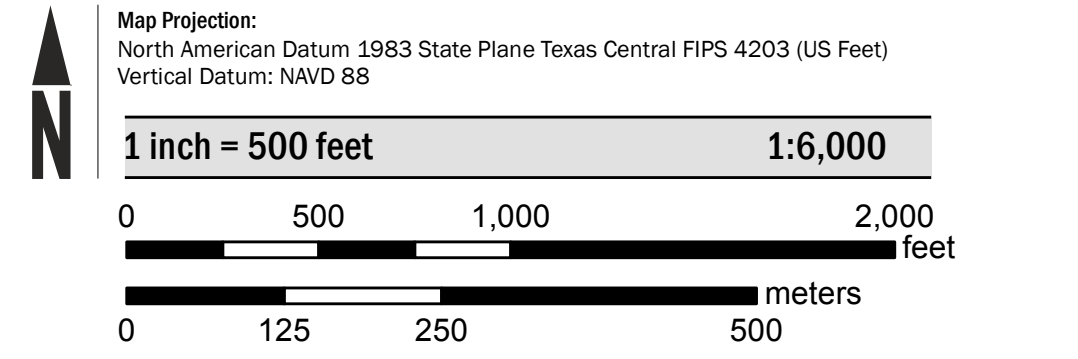 Map Projection:
North American Datum 1983 State Plane Texas Central FIPS 4203 (US Feet)
Vertical Datum: NAVD 88
N
1 inch = 500 feet 1:6,000
0 500 1,000 2,000
feet
meters
0 125 250 500